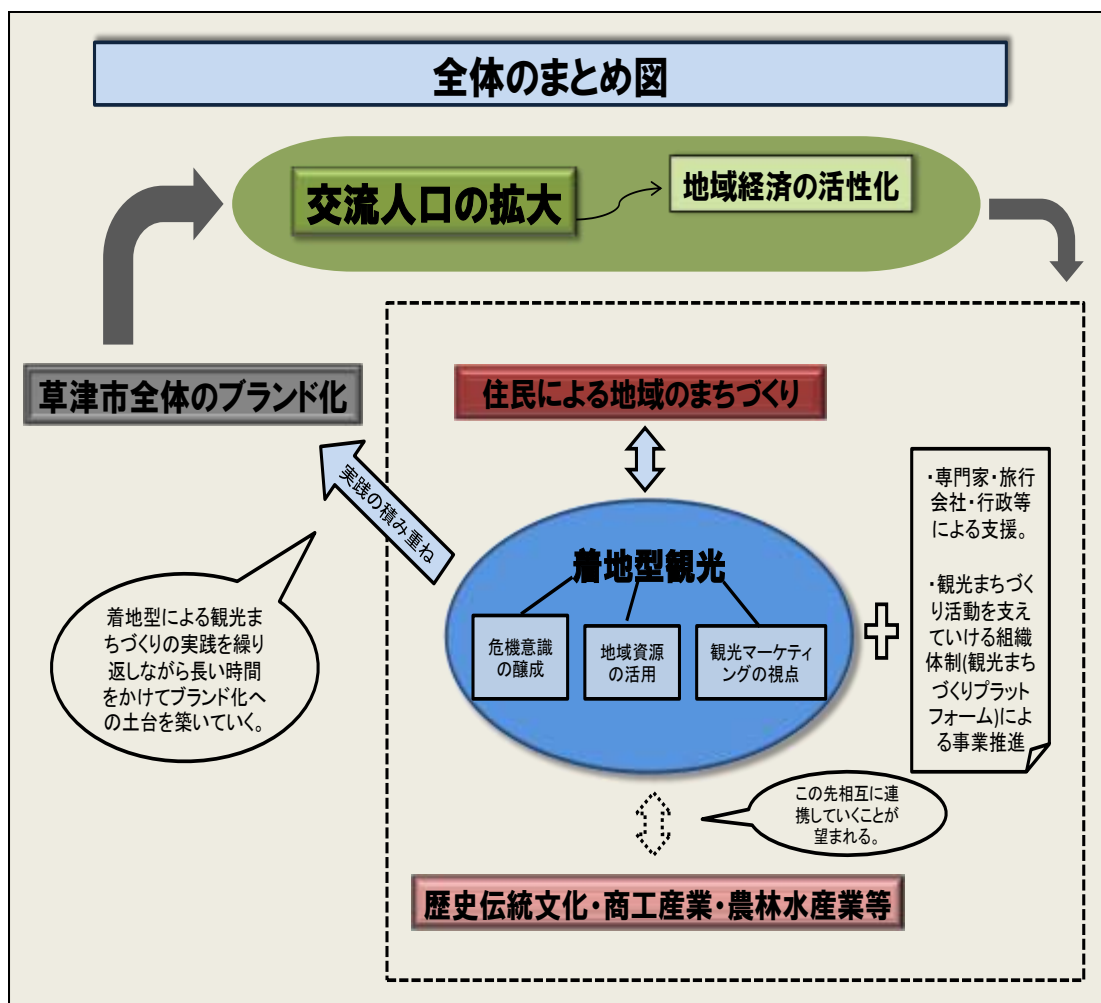 全体のまとめ図
交流人口の拡大
地域経済の活性化
草津市全体のブランド化
住民による地域のまちづくり
実践の積み重ね
着地型観光
危機意識
の醸成
地域資源
の活用
観光マーケティ
ングの視点
・専門家・旅行
会社・行政等
による支援。
・観光まちづく
り活動を支え
ていける組織
体制(観光まち
づくりプラット
フォーム)によ
る事業推進
着地型による観光ま
ちづくりの実践を繰り
返しながら長い時間
をかけてブランド化へ
の土台を築いていく。
この先相互に連
携していくことが
望まれる。
歴史伝統文化・商工産業・農林水産業等